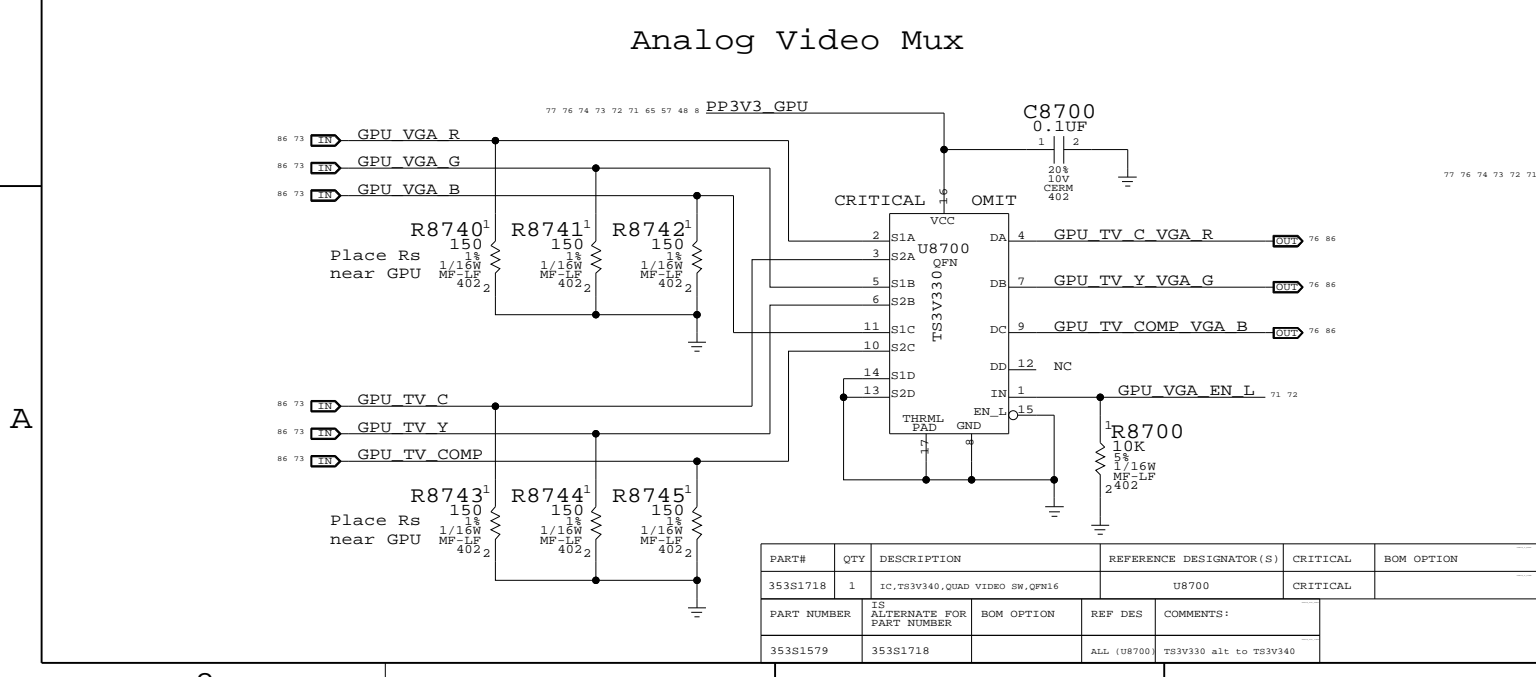 Analog Video Mux
77 76 74 73 72 71 65 57 48 8 PP3V3_GPU
C8700
0.1UF
1 2
20%
10V
CERM
402
77 76 74 73 72 71
86 73 IN GPU_VGA_R
86 73 IN GPU_VGA_G
86 73 IN GPU_VGA_B
R8740 1
150
1%
1/16W
MF-LF
402 2
R8741 1
150
1%
1/16W
MF-LF
402 2
R8742 1
150
1%
1/16W
MF-LF
402 2
Place Rs
near GPU
CRITICAL OMIT
16
VCC
U8700
QFN
TS3V330
2 S1A
3 S2A
5 S1B
6 S2B
11 S1C
10 S2C
14 S1D
13 S2D
DA 4 GPU_TV_C_VGA_R OUT 76 86
DB 7 GPU_TV_Y_VGA_G OUT 76 86
DC 9 GPU_TV_COMP_VGA_B OUT 76 86
DD 12 NC
IN 1 GPU_VGA_EN_L 71 72
EN_L 15
THRML
PAD
GND
17
8
1
R8700
10K
5%
1/16W
MF-LF
2 402
A
86 73 IN GPU_TV_C
86 73 IN GPU_TV_Y
86 73 IN GPU_TV_COMP
R8743 1
150
1%
1/16W
MF-LF
402 2
R8744 1
150
1%
1/16W
MF-LF
402 2
R8745 1
150
1%
1/16W
MF-LF
402 2
Place Rs
near GPU
PART# QTY DESCRIPTION REFERENCE DESIGNATOR(S) CRITICAL BOM OPTION
353S1718 1 IC,TS3V340,QUAD VIDEO SW,QFN16 U8700 CRITICAL
PART NUMBER IS ALTERNATE FOR PART NUMBER BOM OPTION REF DES COMMENTS:
353S1579 353S1718 ALL (U8700) TS3V330 alt to TS3V340